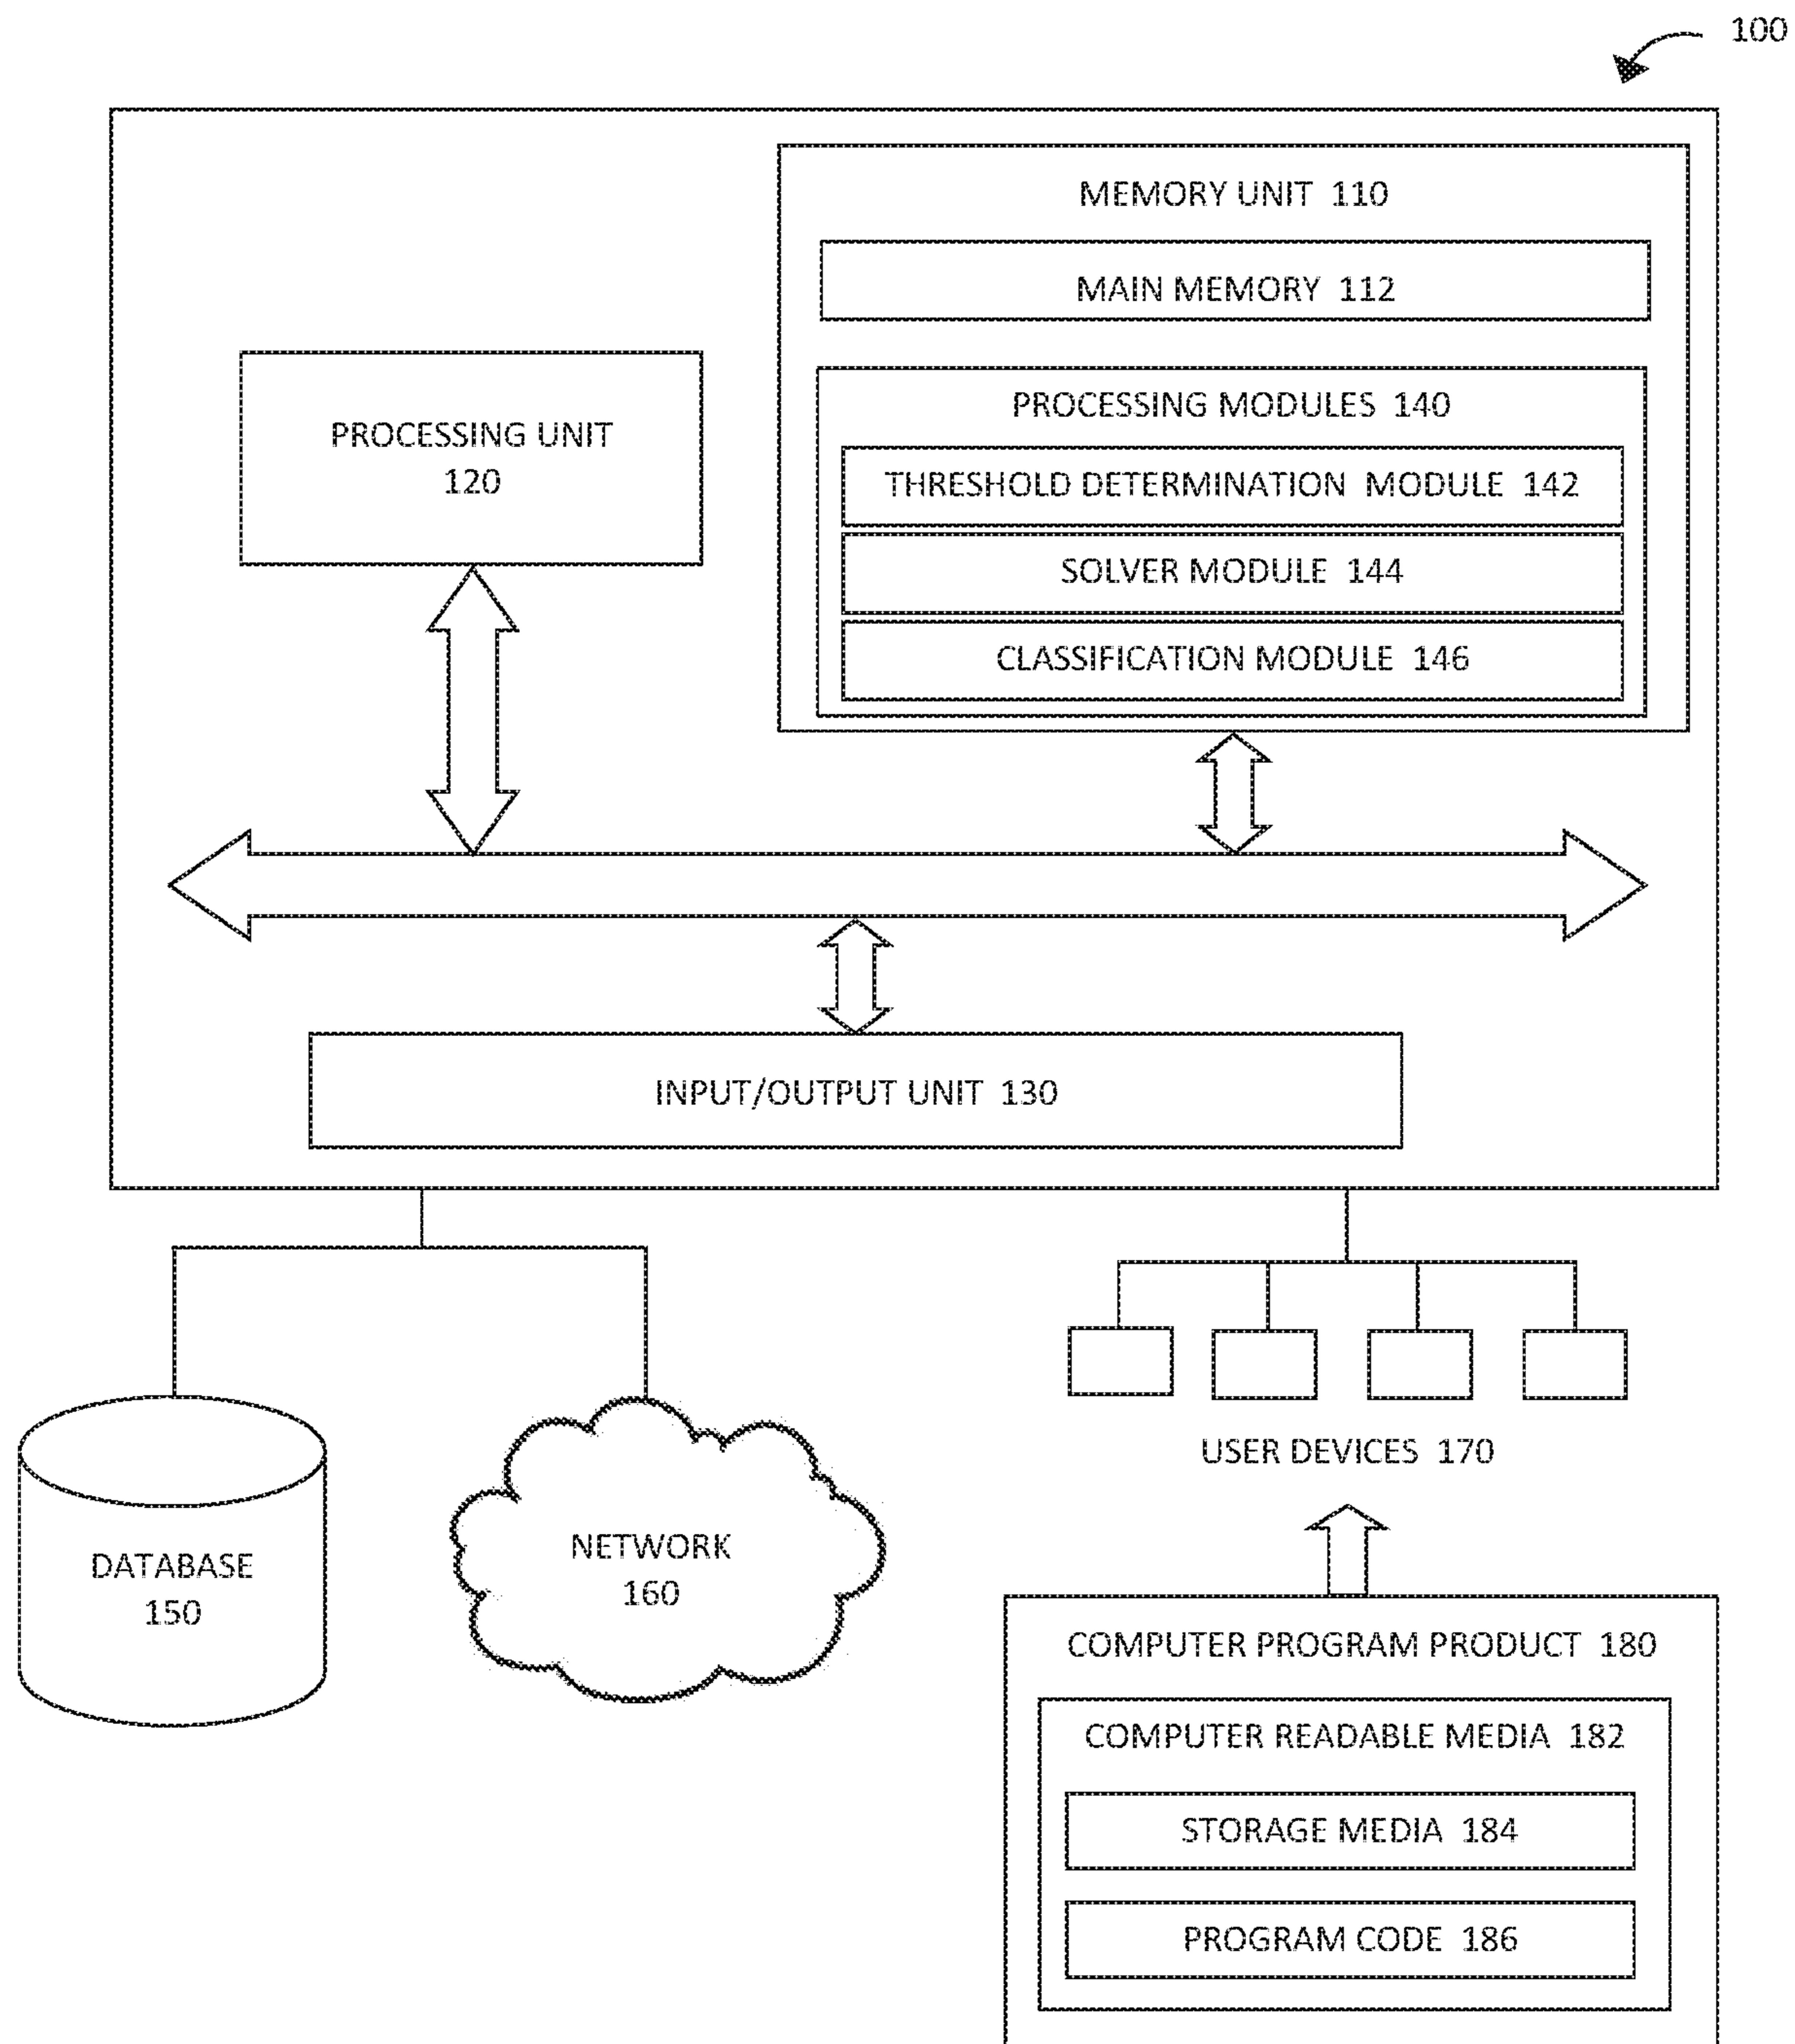 100
MEMORY UNIT 110
MAIN MEMORY 112
PROCESSING MODULES 140
PROCESSING UNIT
120
THRESHOLD DETERMINATION MODULE 142
SOLVER MODULE 144
CLASSIFICATION MODULE 146
INPUT/OUTPUT UNIT 130
USER DEVICES 170
DATABASE
150
NETWORK
160
COMPUTER PROGRAM PRODUCT 180
COMPUTER READABLE MEDIA 182
STORAGE MEDIA 184
PROGRAM CODE 186